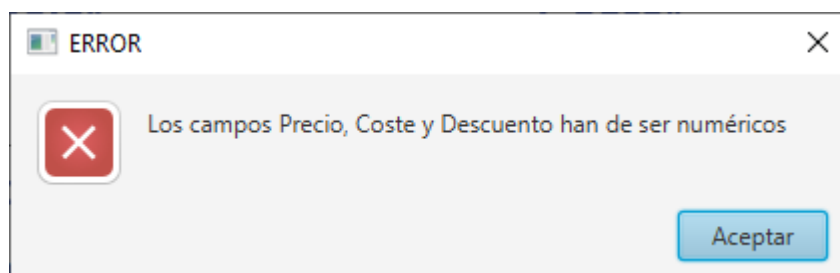 ERROR
Los campos Precio, Coste y Descuento han de ser numéricos
Aceptar